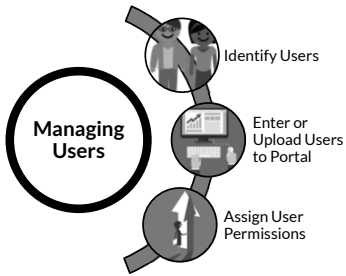 Managing
Users
Identify Users
Enter or
Upload Users
to Portal
Assign User
Permissions